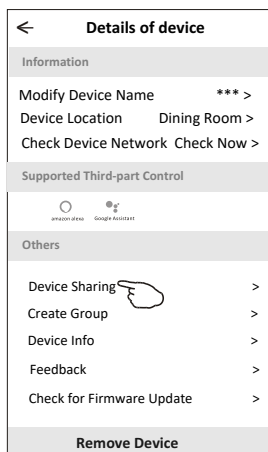 Details of device
Information
Modify Device Name *** >
Device Location Dining Room >
Check Device Network Check Now >
Supported Third-part Control
amazon alexa Google Assistant
Others
Device Sharing >
Create Group >
Device Info >
Feedback >
Check for Firmware Update >
Remove Device